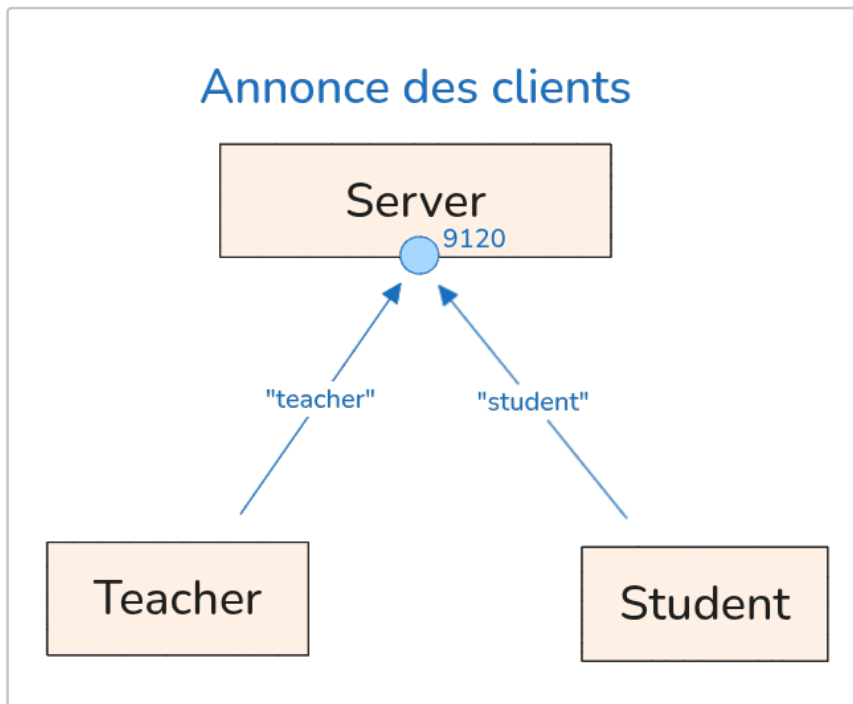 Annonce des clients
Server
9120
"teacher"
"student"
Teacher
Student